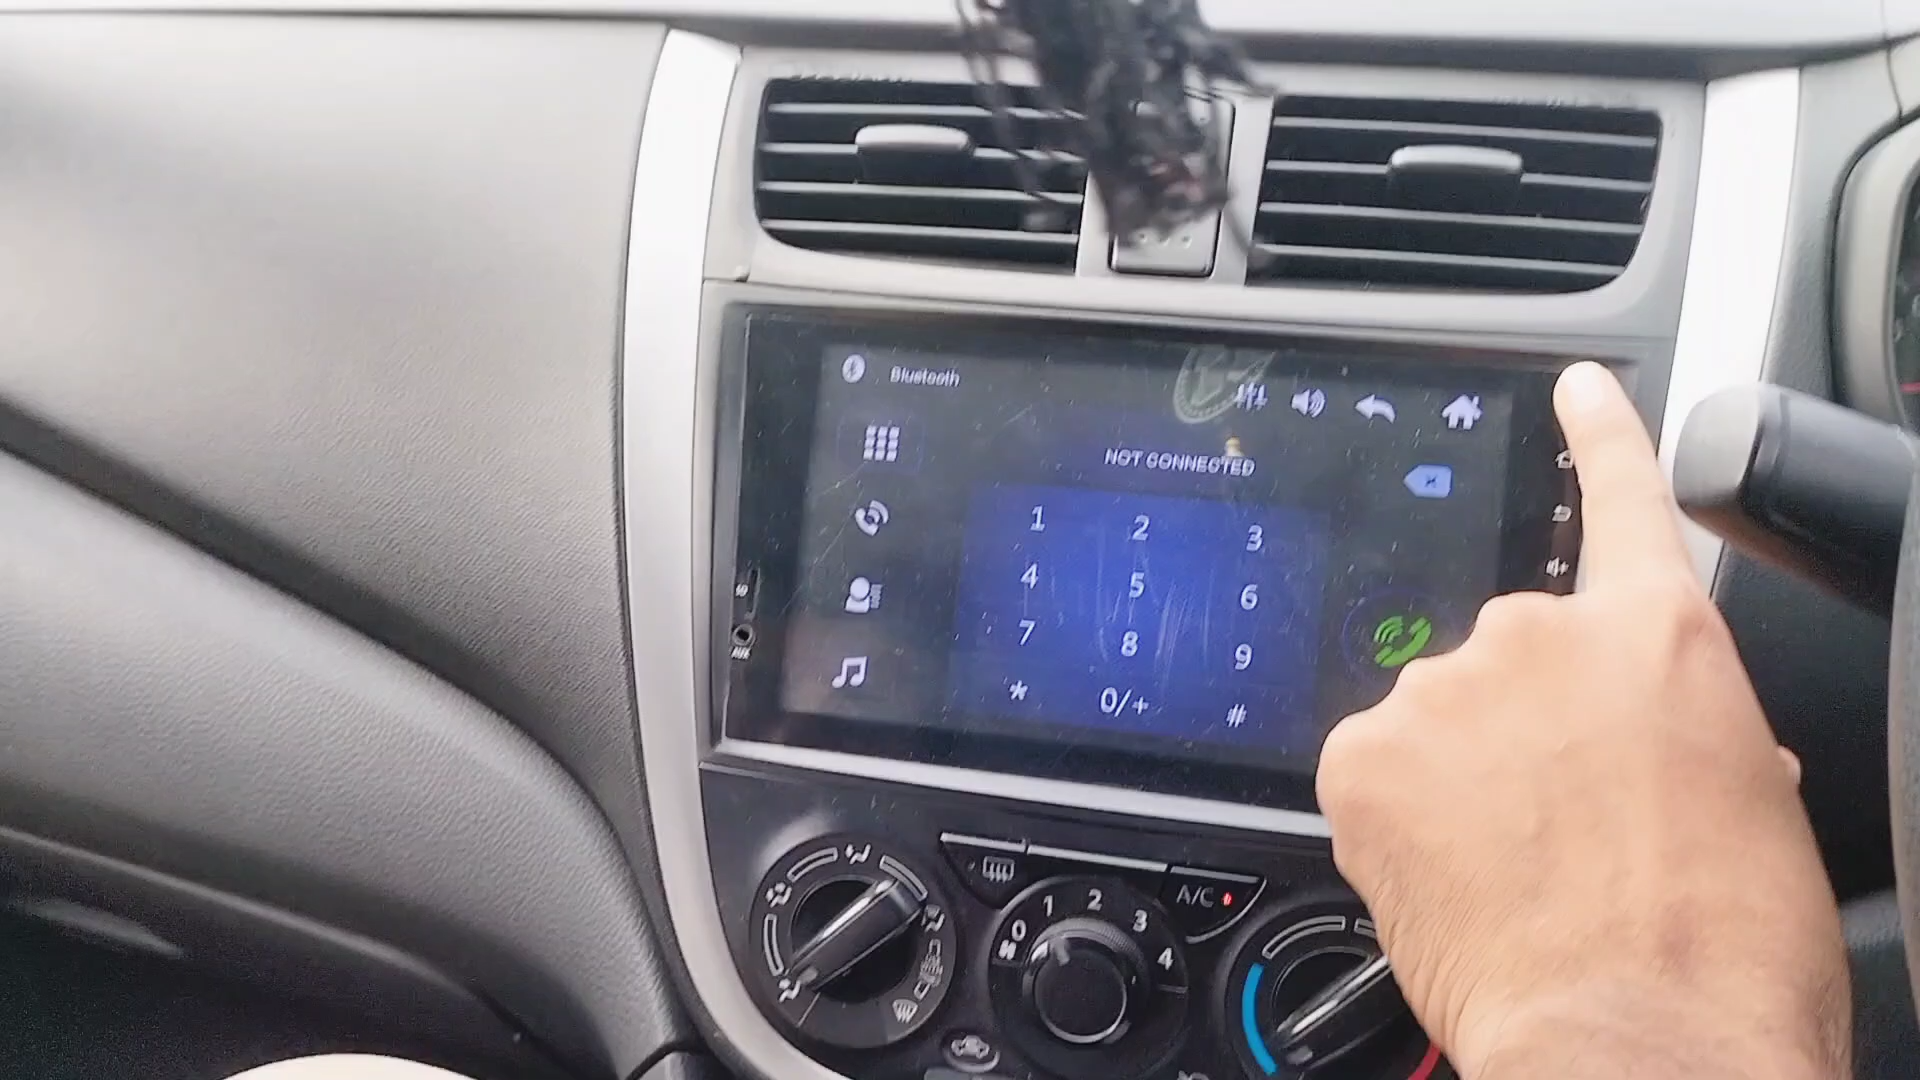 Bluetooth
NOT CONNECTED
1 2 3
4 5 6
7 8 9
* 0/+ #
SD
AUX
A/C
0 1 2 3 4